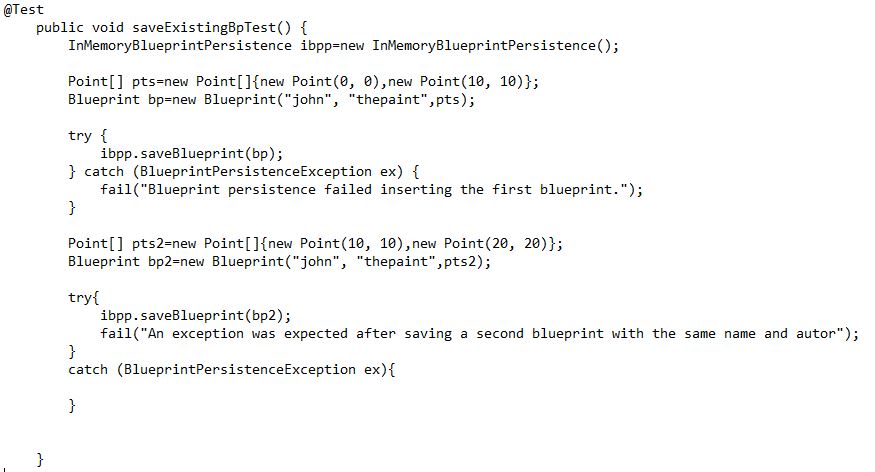 @Test
    public void saveExistingBpTest() {
        InMemoryBlueprintPersistence ibpp=new InMemoryBlueprintPersistence();

        Point[] pts=new Point[]{new Point(0, 0),new Point(10, 10)};
        Blueprint bp=new Blueprint("john", "thepaint",pts);

        try {
            ibpp.saveBlueprint(bp);
        } catch (BlueprintPersistenceException ex) {
            fail("Blueprint persistence failed inserting the first blueprint.");
        }

        Point[] pts2=new Point[]{new Point(10, 10),new Point(20, 20)};
        Blueprint bp2=new Blueprint("john", "thepaint",pts2);

        try{
            ibpp.saveBlueprint(bp2);
            fail("An exception was expected after saving a second blueprint with the same name and autor");
        }
        catch (BlueprintPersistenceException ex){

        }


    }